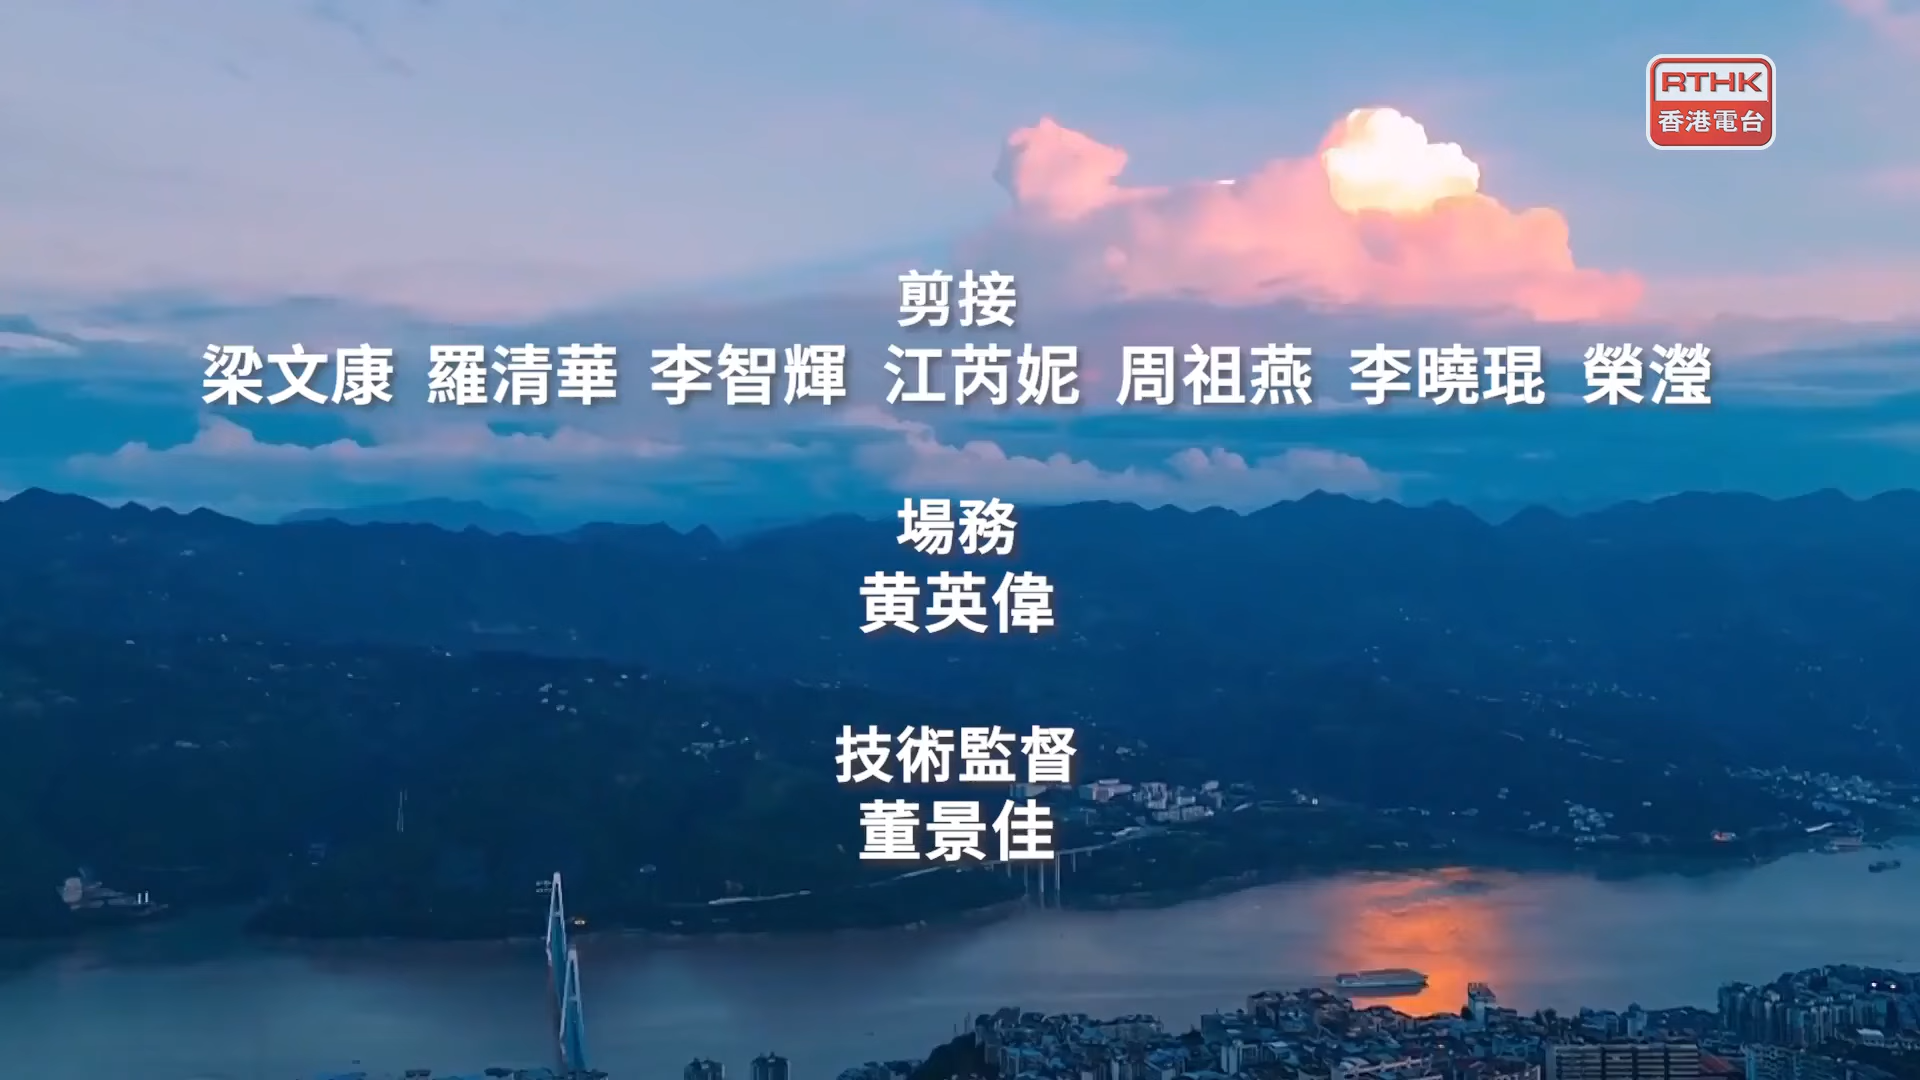 RTHK
香港電台
剪接
梁文康 羅清華 李智輝 江芮妮 周祖燕 李曉琨 榮瀅
場務
黄英偉
技術監督
董景佳